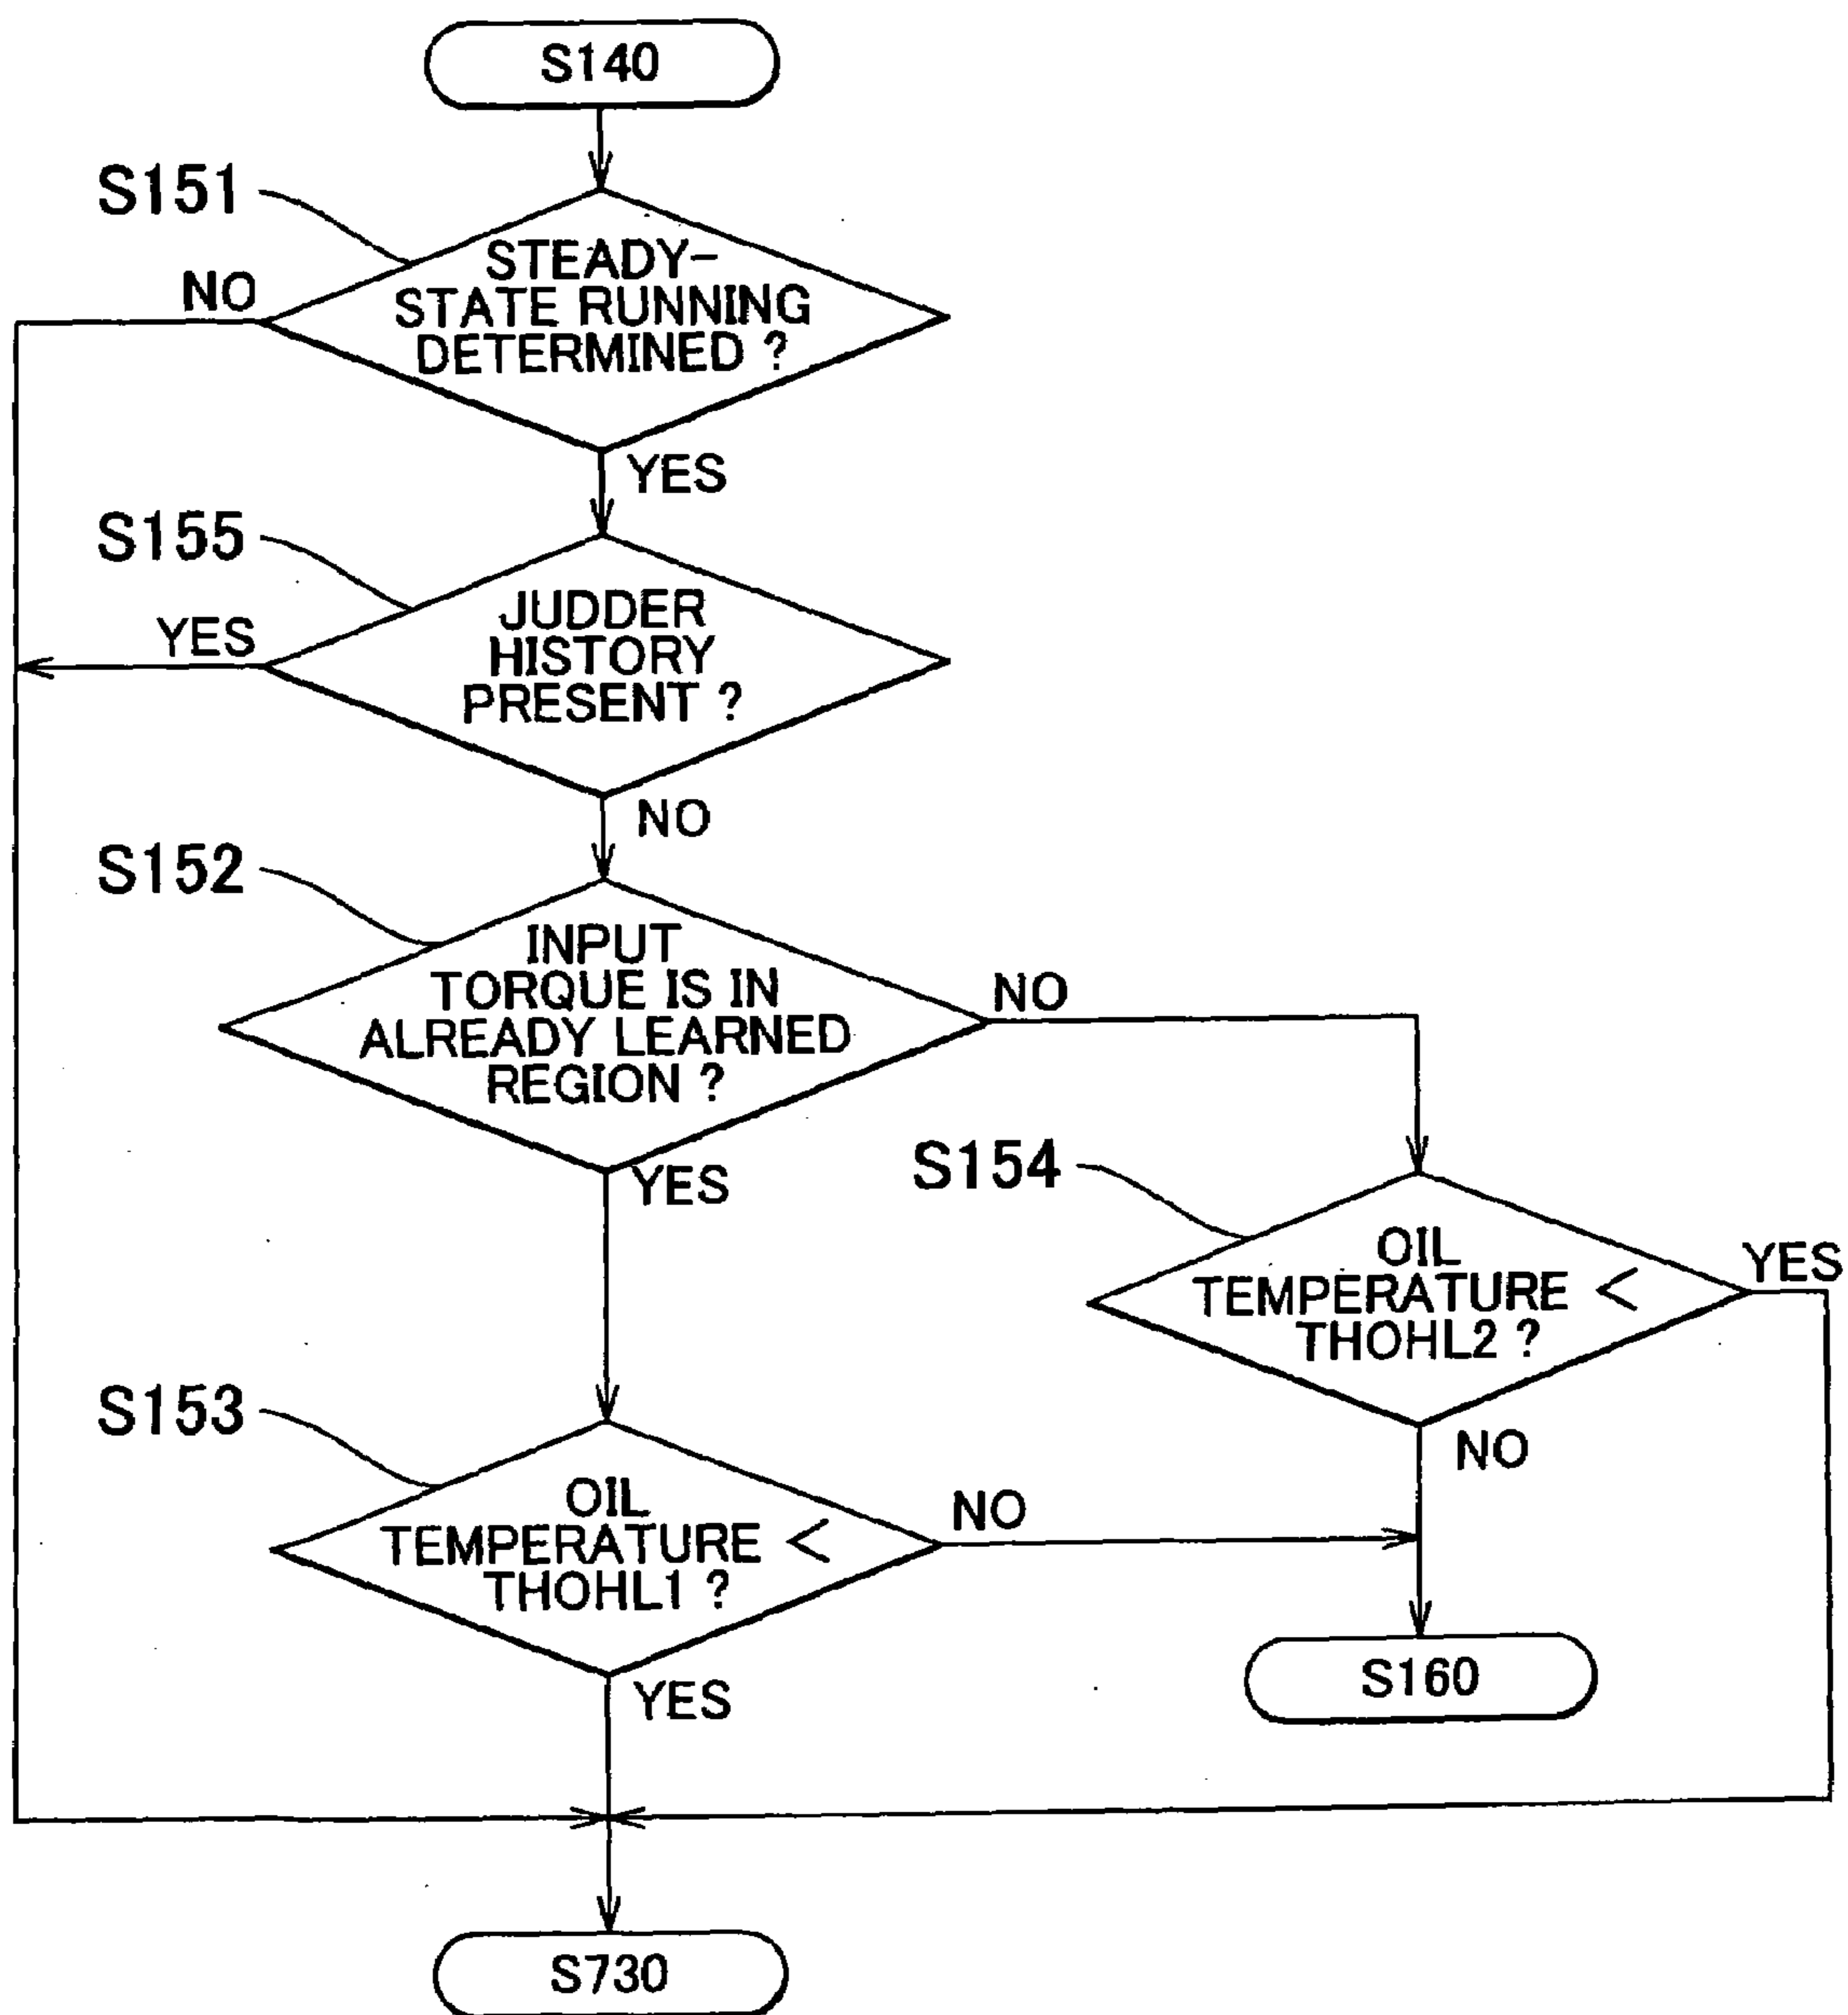 S140
S151
NO
STEADY-
STATE RUNNING
DETERMINED ?
YES
S155
YES
JUDDER
HISTORY
PRESENT ?
NO
S152
INPUT
TORQUE IS IN
ALREADY LEARNED
REGION ?
NO
YES
S154
OIL
TEMPERATURE <
THOHL2 ?
YES
NO
S153
OIL
TEMPERATURE <
THOHL1 ?
NO
YES
S160
S730